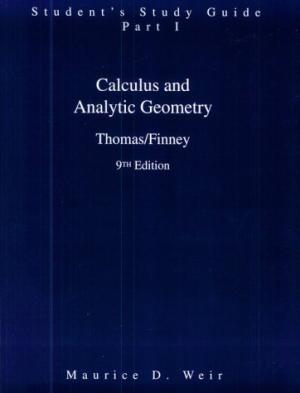 Student's Study Guide
Part I
Calculus and
Analytic Geometry
Thomas/Finney
9TH Edition
Maurice D. Weir